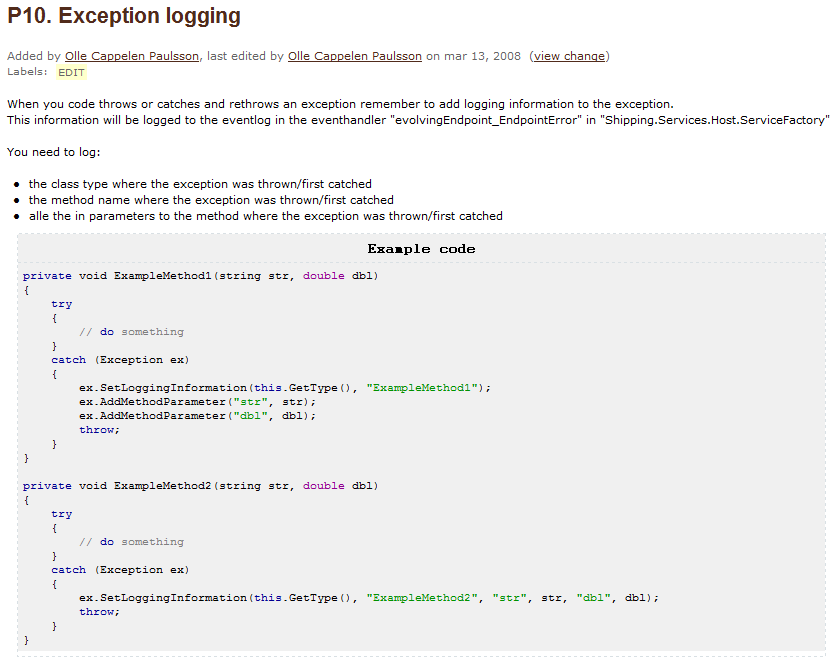 P10. Exception logging
Added by Olle Cappelen Paulsson, last edited by Olle Cappelen Paulsson on mar 13, 2008 (view change)
Labels: EDIT
When you code throws or catches and rethrows an exception remember to add logging information to the exception.
This information will be logged to the eventlog in the eventhandler "evolvingEndpoint_EndpointError" in "Shipping.Services.Host.ServiceFactory"
You need to log:
• the class type where the exception was thrown/first catched
• the method name where the exception was thrown/first catched
• alle the in parameters to the method where the exception was thrown/first catched
Example code
private void ExampleMethod1(string str, double dbl)
{
    try
    {
        // do something
    }
    catch (Exception ex)
    {
        ex.SetLoggingInformation(this.GetType(), "ExampleMethod1");
        ex.AddMethodParameter("str", str);
        ex.AddMethodParameter("dbl", dbl);
        throw;
    }
}
private void ExampleMethod2(string str, double dbl)
{
    try
    {
        // do something
    }
    catch (Exception ex)
    {
        ex.SetLoggingInformation(this.GetType(), "ExampleMethod2", "str", str, "dbl", dbl);
        throw;
    }
}